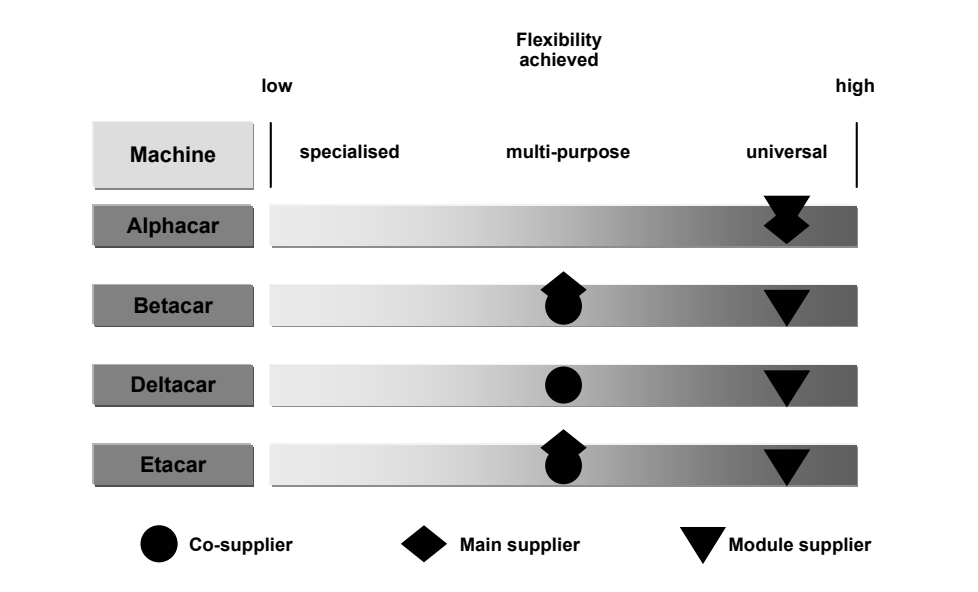 Flexibility
achieved
low
high
Machine
specialised
multi-purpose
universal
Alphacar
Betacar
Deltacar
Etacar
Co-supplier
Main supplier
Module supplier